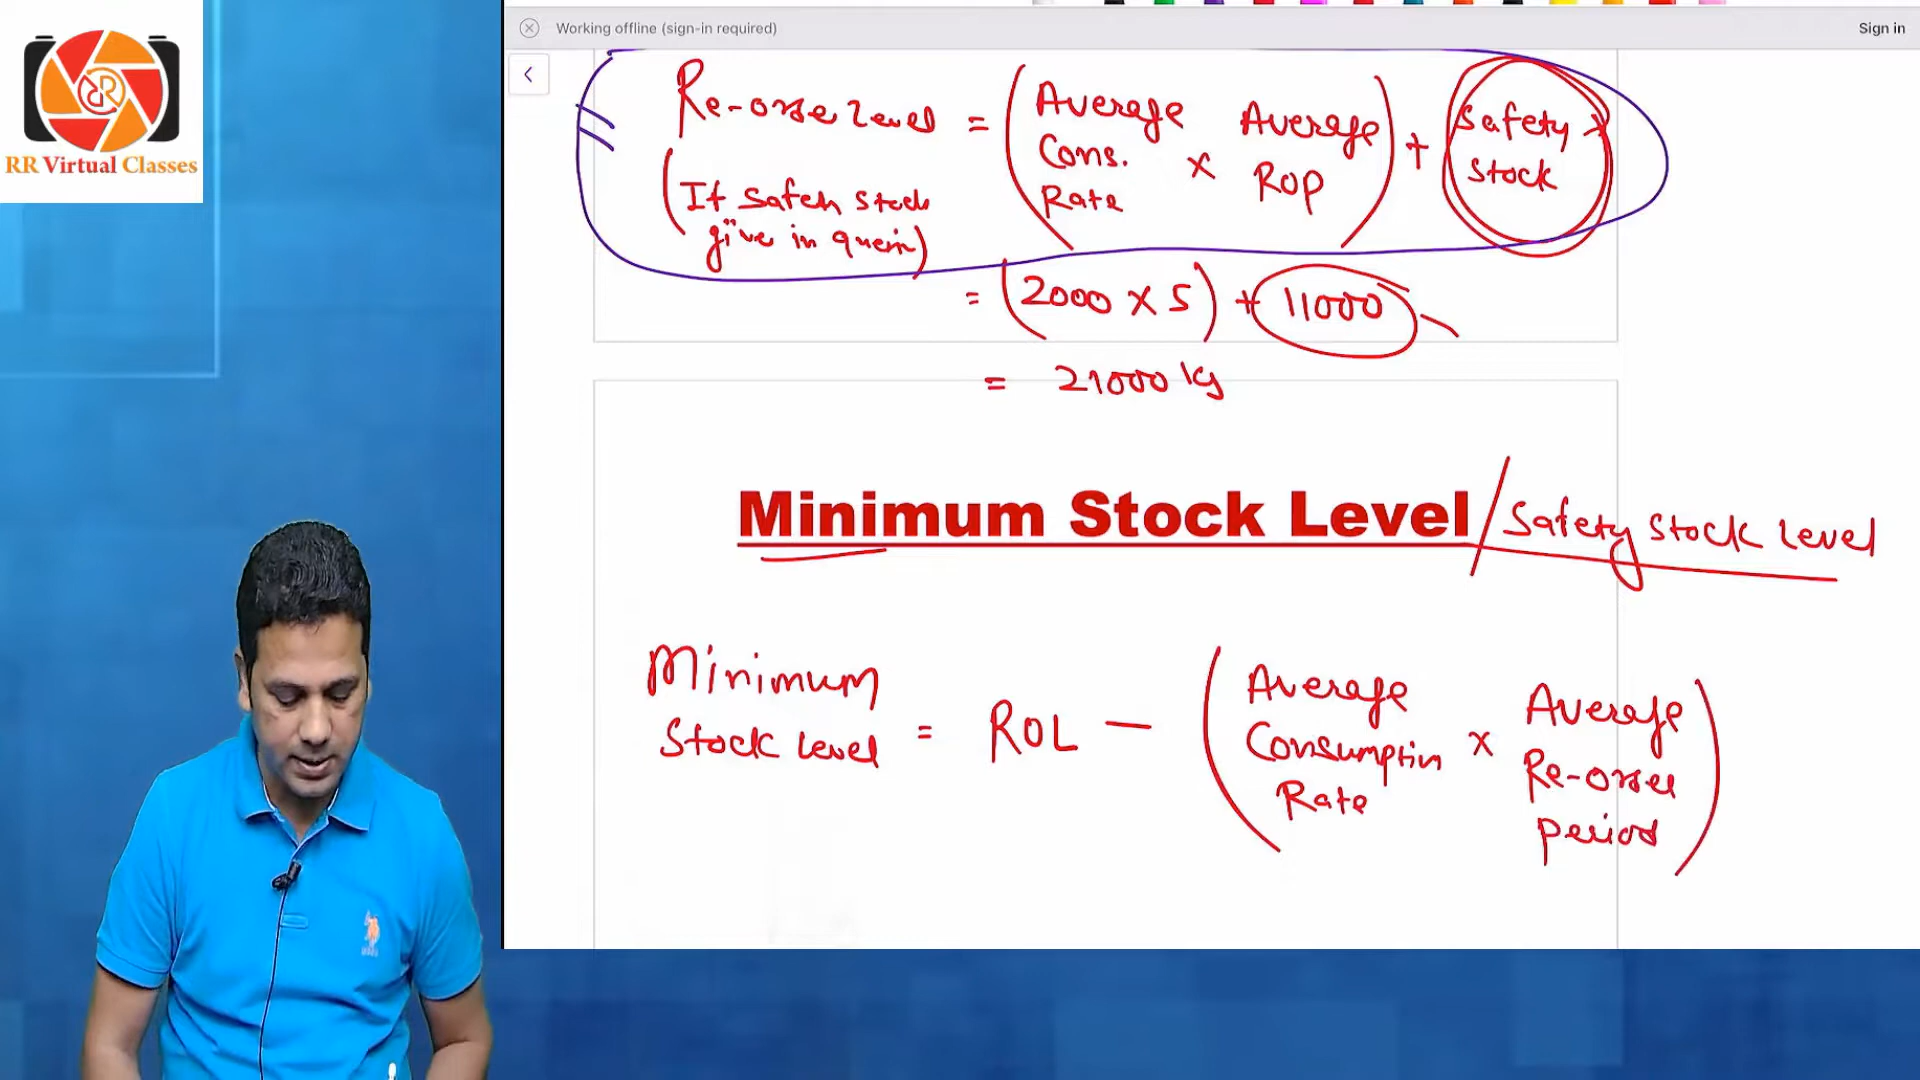 RR Virtual Classes
Working offline (sign-in required)
Sign in
Re-order Level = (Average Cons. Rate × Average ROP) + Safety Stock
(If Safety Stock
give in )
= (2000 × 5) + 11000
= 21000 kg
Minimum Stock Level / Safety Stock Level
Minimum Stock Level = ROL - (Average Consumption Rate × Average Re-order period)